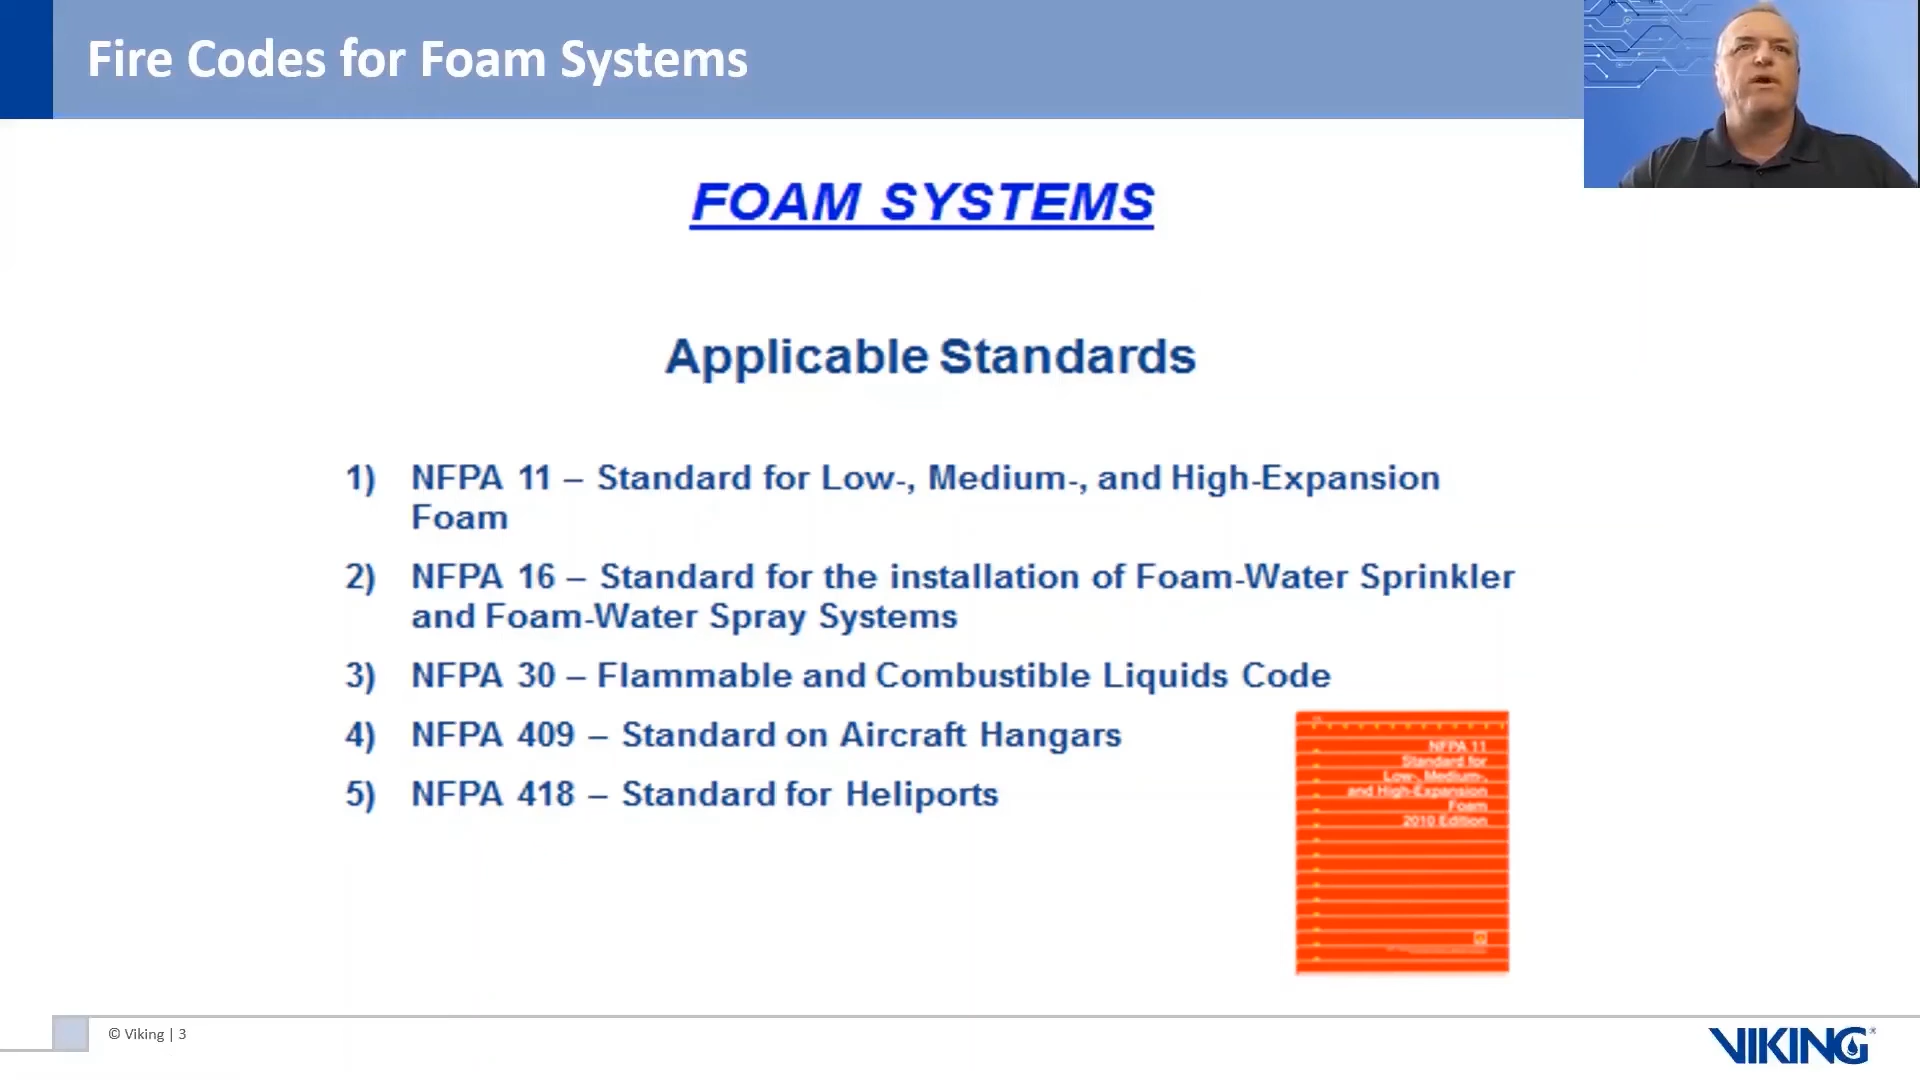 Fire Codes for Foam Systems
FOAM SYSTEMS
Applicable Standards
1) NFPA 11 – Standard for Low-, Medium-, and High-Expansion
Foam
2) NFPA 16 – Standard for the installation of Foam-Water Sprinkler
and Foam-Water Spray Systems
3) NFPA 30 – Flammable and Combustible Liquids Code
4) NFPA 409 – Standard on Aircraft Hangars
5) NFPA 418 – Standard for Heliports
NFPA 11
Standard for
Low-, Medium-,
and High-Expansion
Foam
2010 Edition
© Viking | 3
VIKING